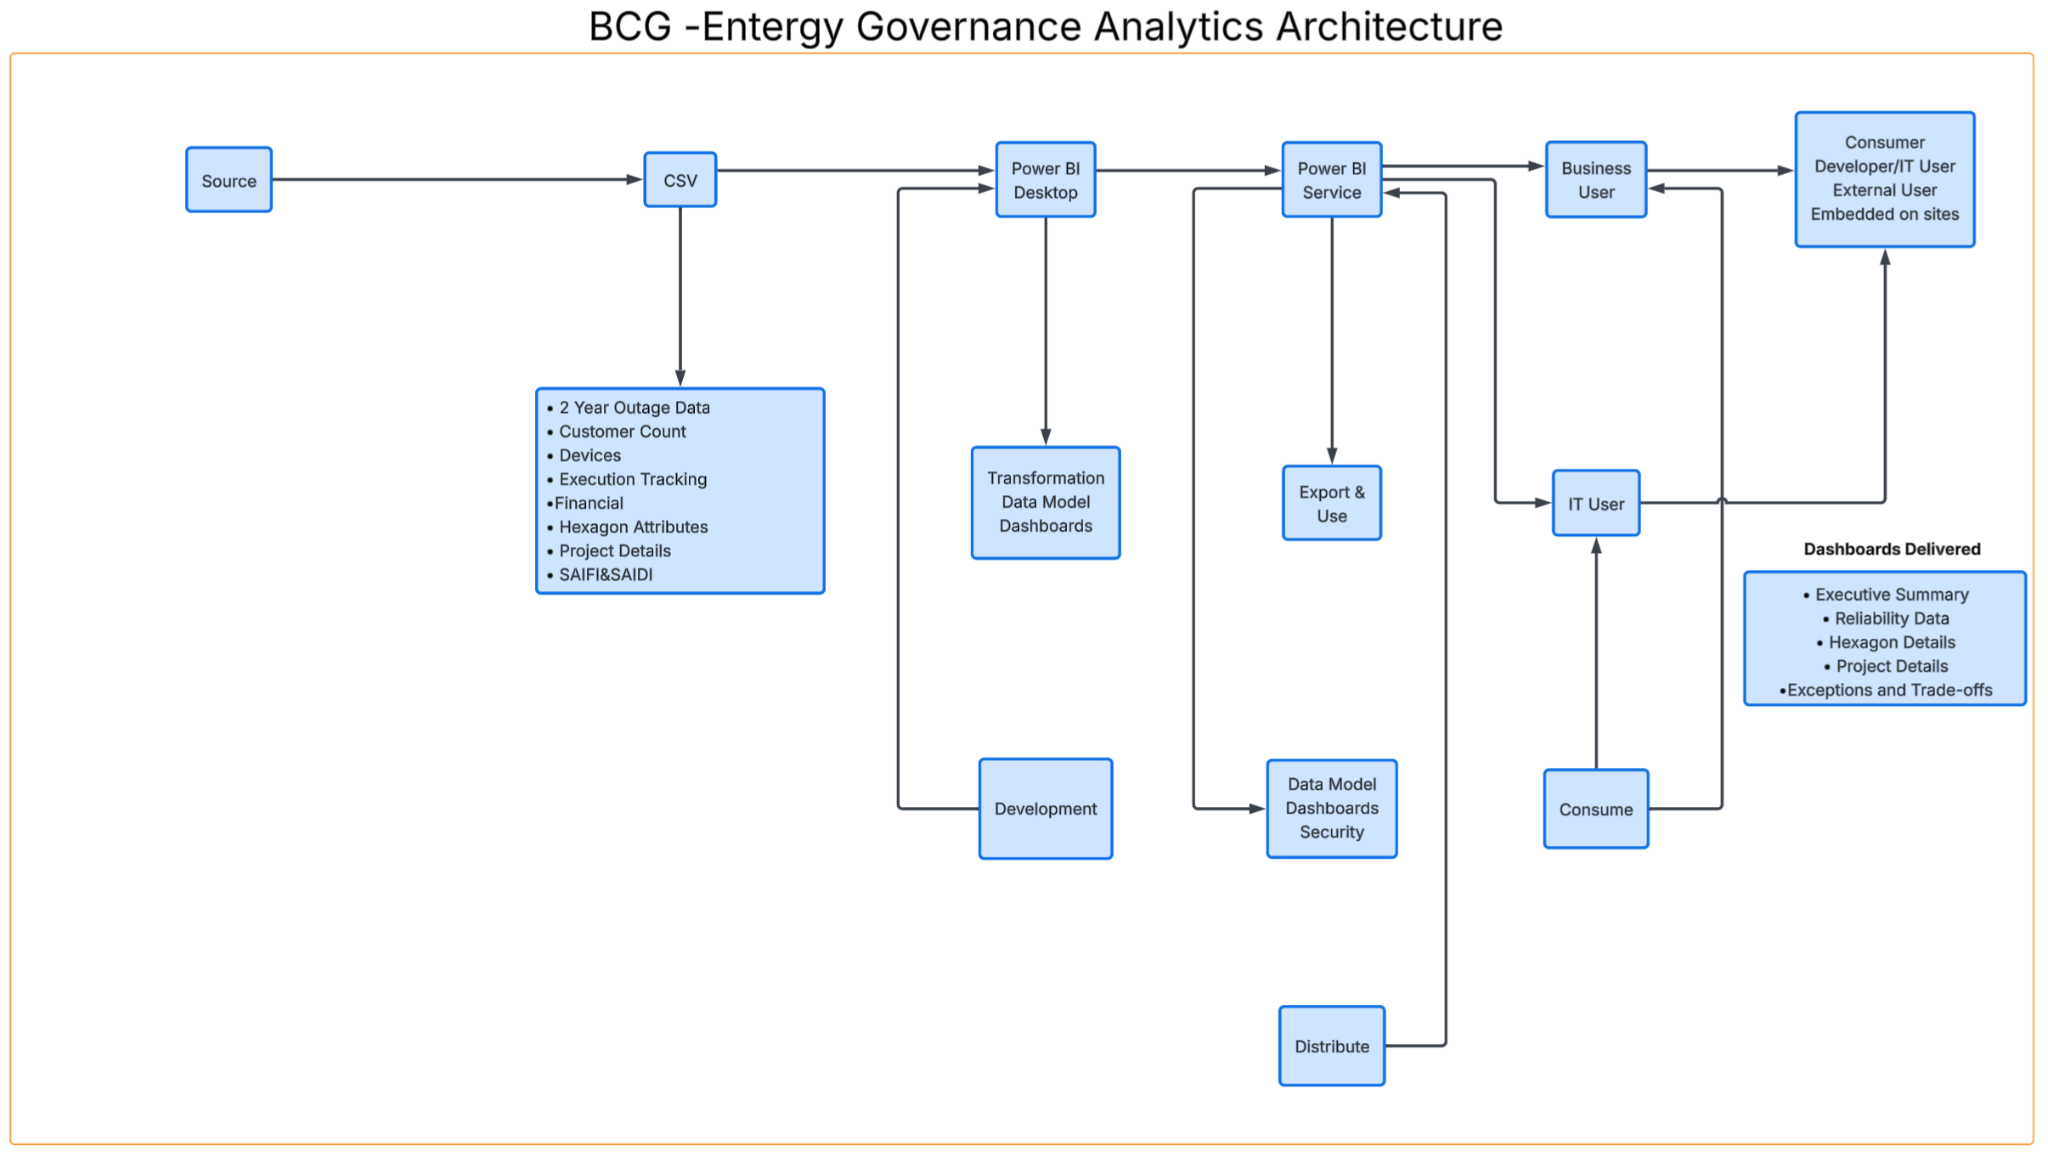 BCG -Entergy Governance Analytics Architecture
Source
CSV
Power BI
Desktop
Power BI
Service
Business
User
Consumer
Developer/IT User
External User
Embedded on sites
• 2 Year Outage Data
• Customer Count
• Devices
• Execution Tracking
•Financial
• Hexagon Attributes
• Project Details
• SAIFI&SAIDI
Transformation
Data Model
Dashboards
Export &
Use
IT User
Dashboards Delivered
• Executive Summary
• Reliability Data
• Hexagon Details
• Project Details
•Exceptions and Trade-offs
Development
Data Model
Dashboards
Security
Consume
Distribute